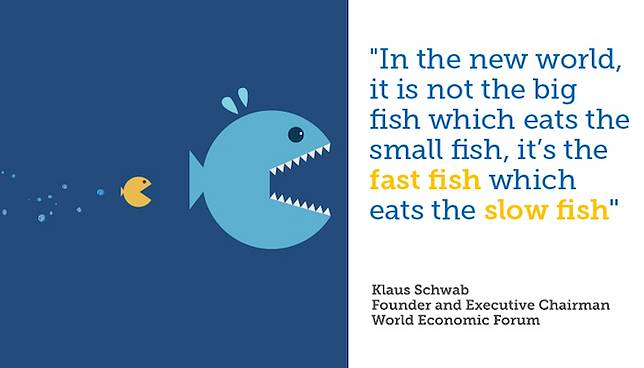 "In the new world,
it is not the big
fish which eats the
small fish, it’s the
fast fish which
eats the slow fish"
Klaus Schwab
Founder and Executive Chairman
World Economic Forum